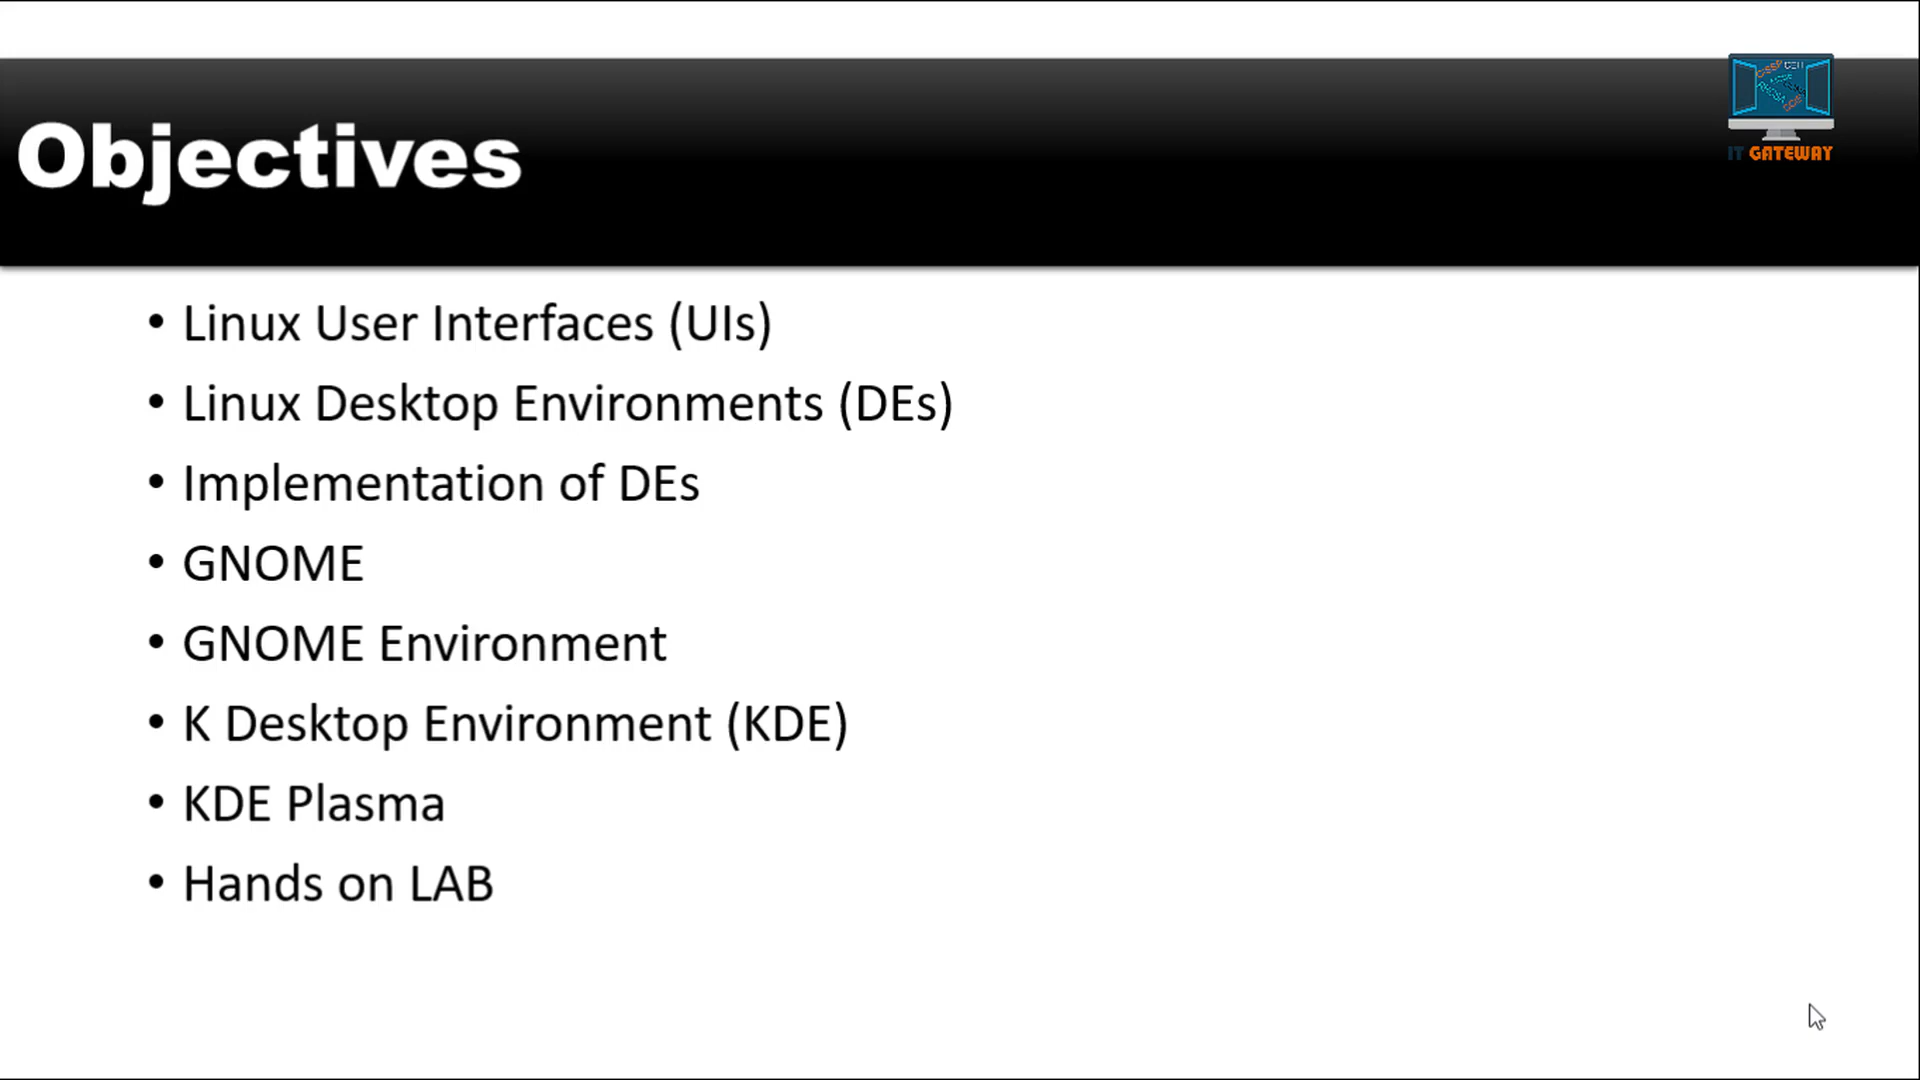 Objectives
IT GATEWAY
• Linux User Interfaces (UIs)
• Linux Desktop Environments (DEs)
• Implementation of DEs
• GNOME
• GNOME Environment
• K Desktop Environment (KDE)
• KDE Plasma
• Hands on LAB